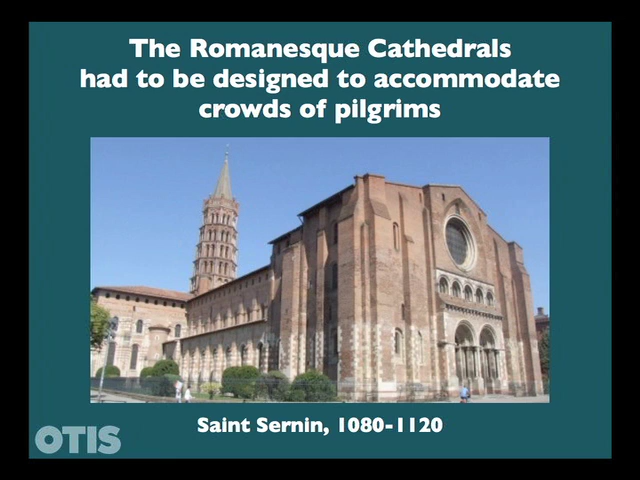 The Romanesque Cathedrals
had to be designed to accommodate
crowds of pilgrims
Saint Sernin, 1080-1120
OTIS